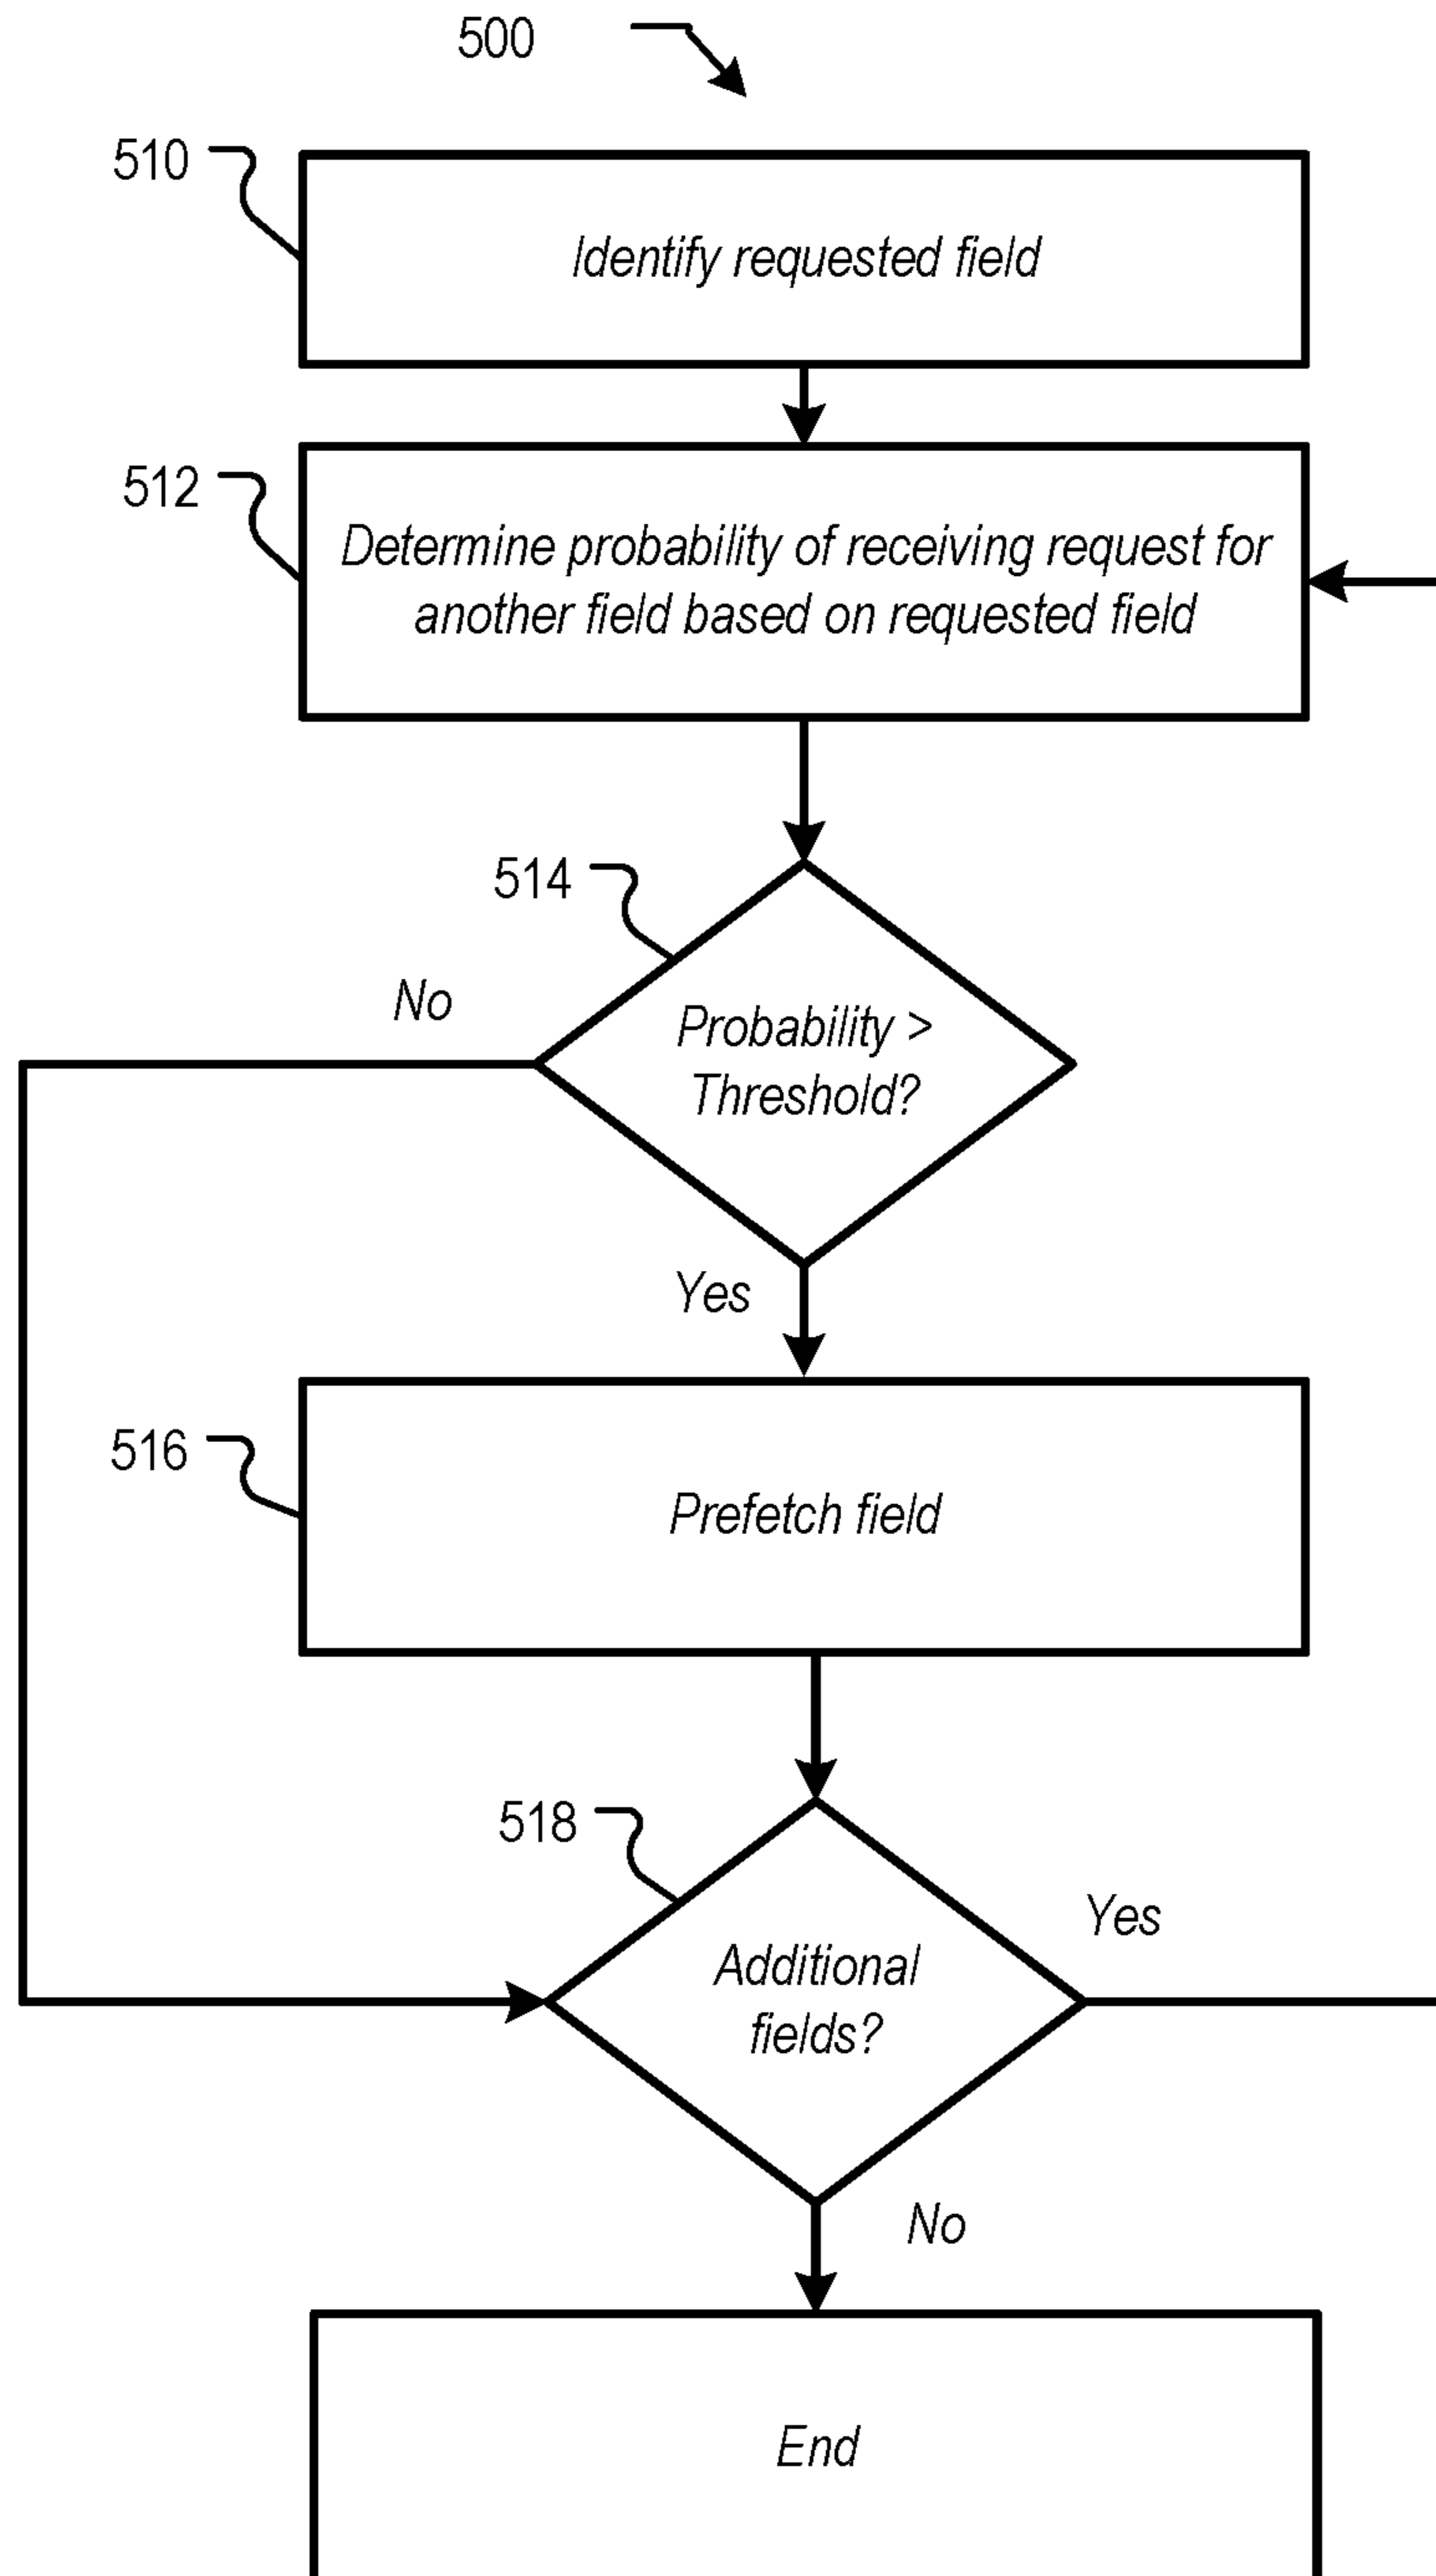 500
510
Identify requested field
512
Determine probability of receiving request for
another field based on requested field
514
No
Probability >
Threshold?
Yes
516
Prefetch field
518
Yes
Additional
fields?
No
End